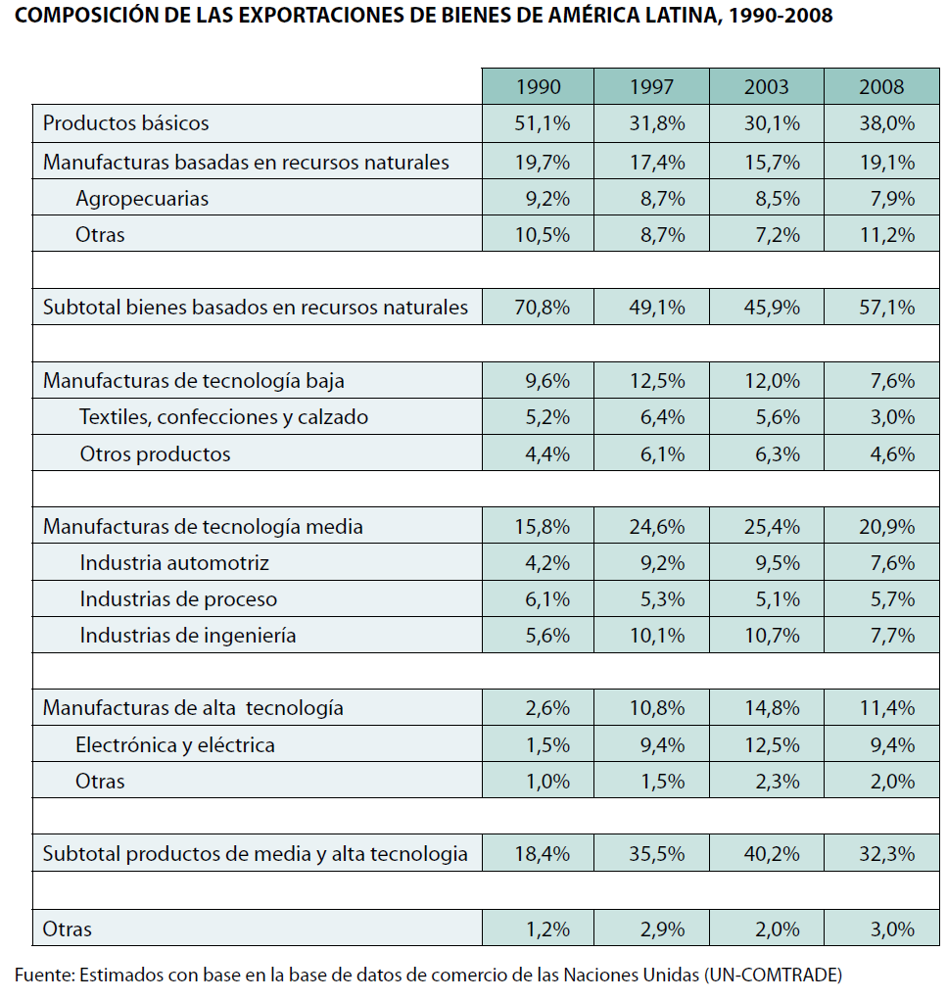 COMPOSICIÓN DE LAS EXPORTACIONES DE BIENES DE AMÉRICA LATINA, 1990-2008
1990 1997 2003 2008
Productos básicos 51,1% 31,8% 30,1% 38,0%
Manufacturas basadas en recursos naturales 19,7% 17,4% 15,7% 19,1%
Agropecuarias 9,2% 8,7% 8,5% 7,9%
Otras 10,5% 8,7% 7,2% 11,2%
Subtotal bienes basados en recursos naturales 70,8% 49,1% 45,9% 57,1%
Manufacturas de tecnología baja 9,6% 12,5% 12,0% 7,6%
Textiles, confecciones y calzado 5,2% 6,4% 5,6% 3,0%
Otros productos 4,4% 6,1% 6,3% 4,6%
Manufacturas de tecnología media 15,8% 24,6% 25,4% 20,9%
Industria automotriz 4,2% 9,2% 9,5% 7,6%
Industrias de proceso 6,1% 5,3% 5,1% 5,7%
Industrias de ingeniería 5,6% 10,1% 10,7% 7,7%
Manufacturas de alta tecnología 2,6% 10,8% 14,8% 11,4%
Electrónica y eléctrica 1,5% 9,4% 12,5% 9,4%
Otras 1,0% 1,5% 2,3% 2,0%
Subtotal productos de media y alta tecnologia 18,4% 35,5% 40,2% 32,3%
Otras 1,2% 2,9% 2,0% 3,0%
Fuente: Estimados con base en la base de datos de comercio de las Naciones Unidas (UN-COMTRADE)